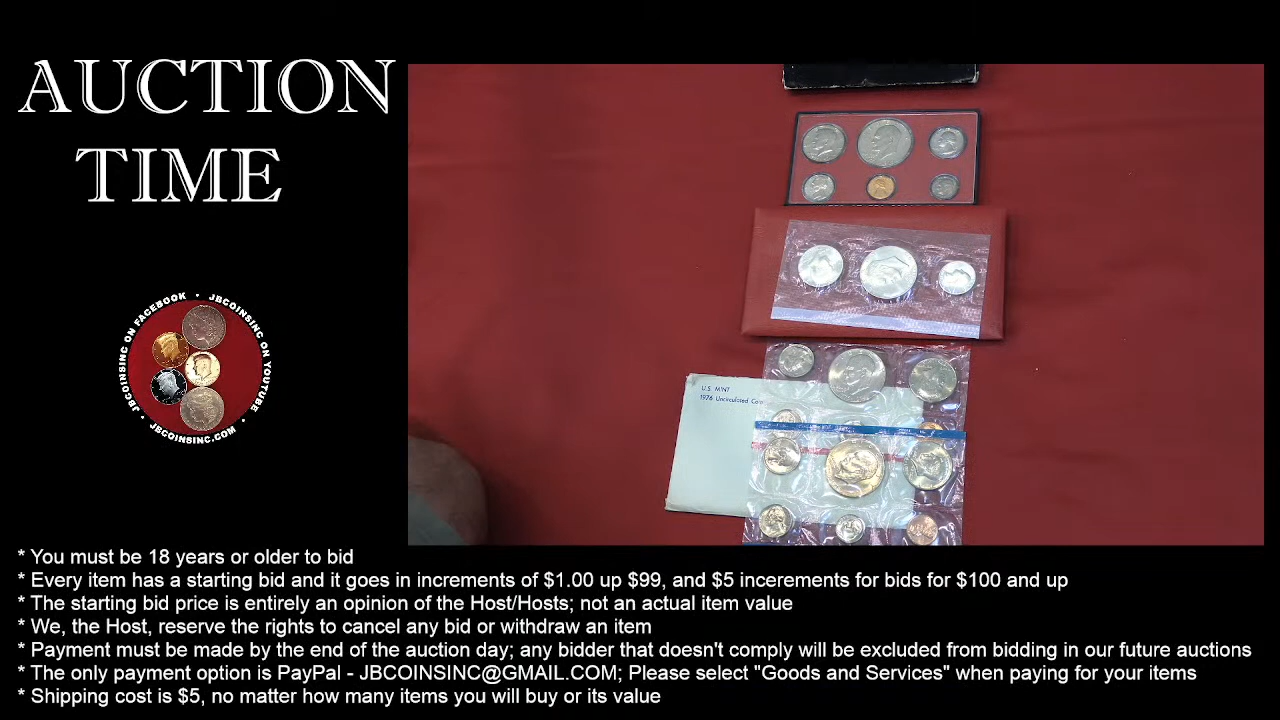 AUCTION
TIME
JBCOINSINC ON FACEBOOK • JBCOINSINC ON YOUTUBE • JBCOINSINC.COM •
U.S. MINT
1976 Uncirculated Coin
* You must be 18 years or older to bid
* Every item has a starting bid and it goes in increments of $1.00 up $99, and $5 incerements for bids for $100 and up
* The starting bid price is entirely an opinion of the Host/Hosts; not an actual item value
* We, the Host, reserve the rights to cancel any bid or withdraw an item
* Payment must be made by the end of the auction day; any bidder that doesn't comply will be excluded from bidding in our future auctions
* The only payment option is PayPal - JBCOINSINC@GMAIL.COM; Please select "Goods and Services" when paying for your items
* Shipping cost is $5, no matter how many items you will buy or its value